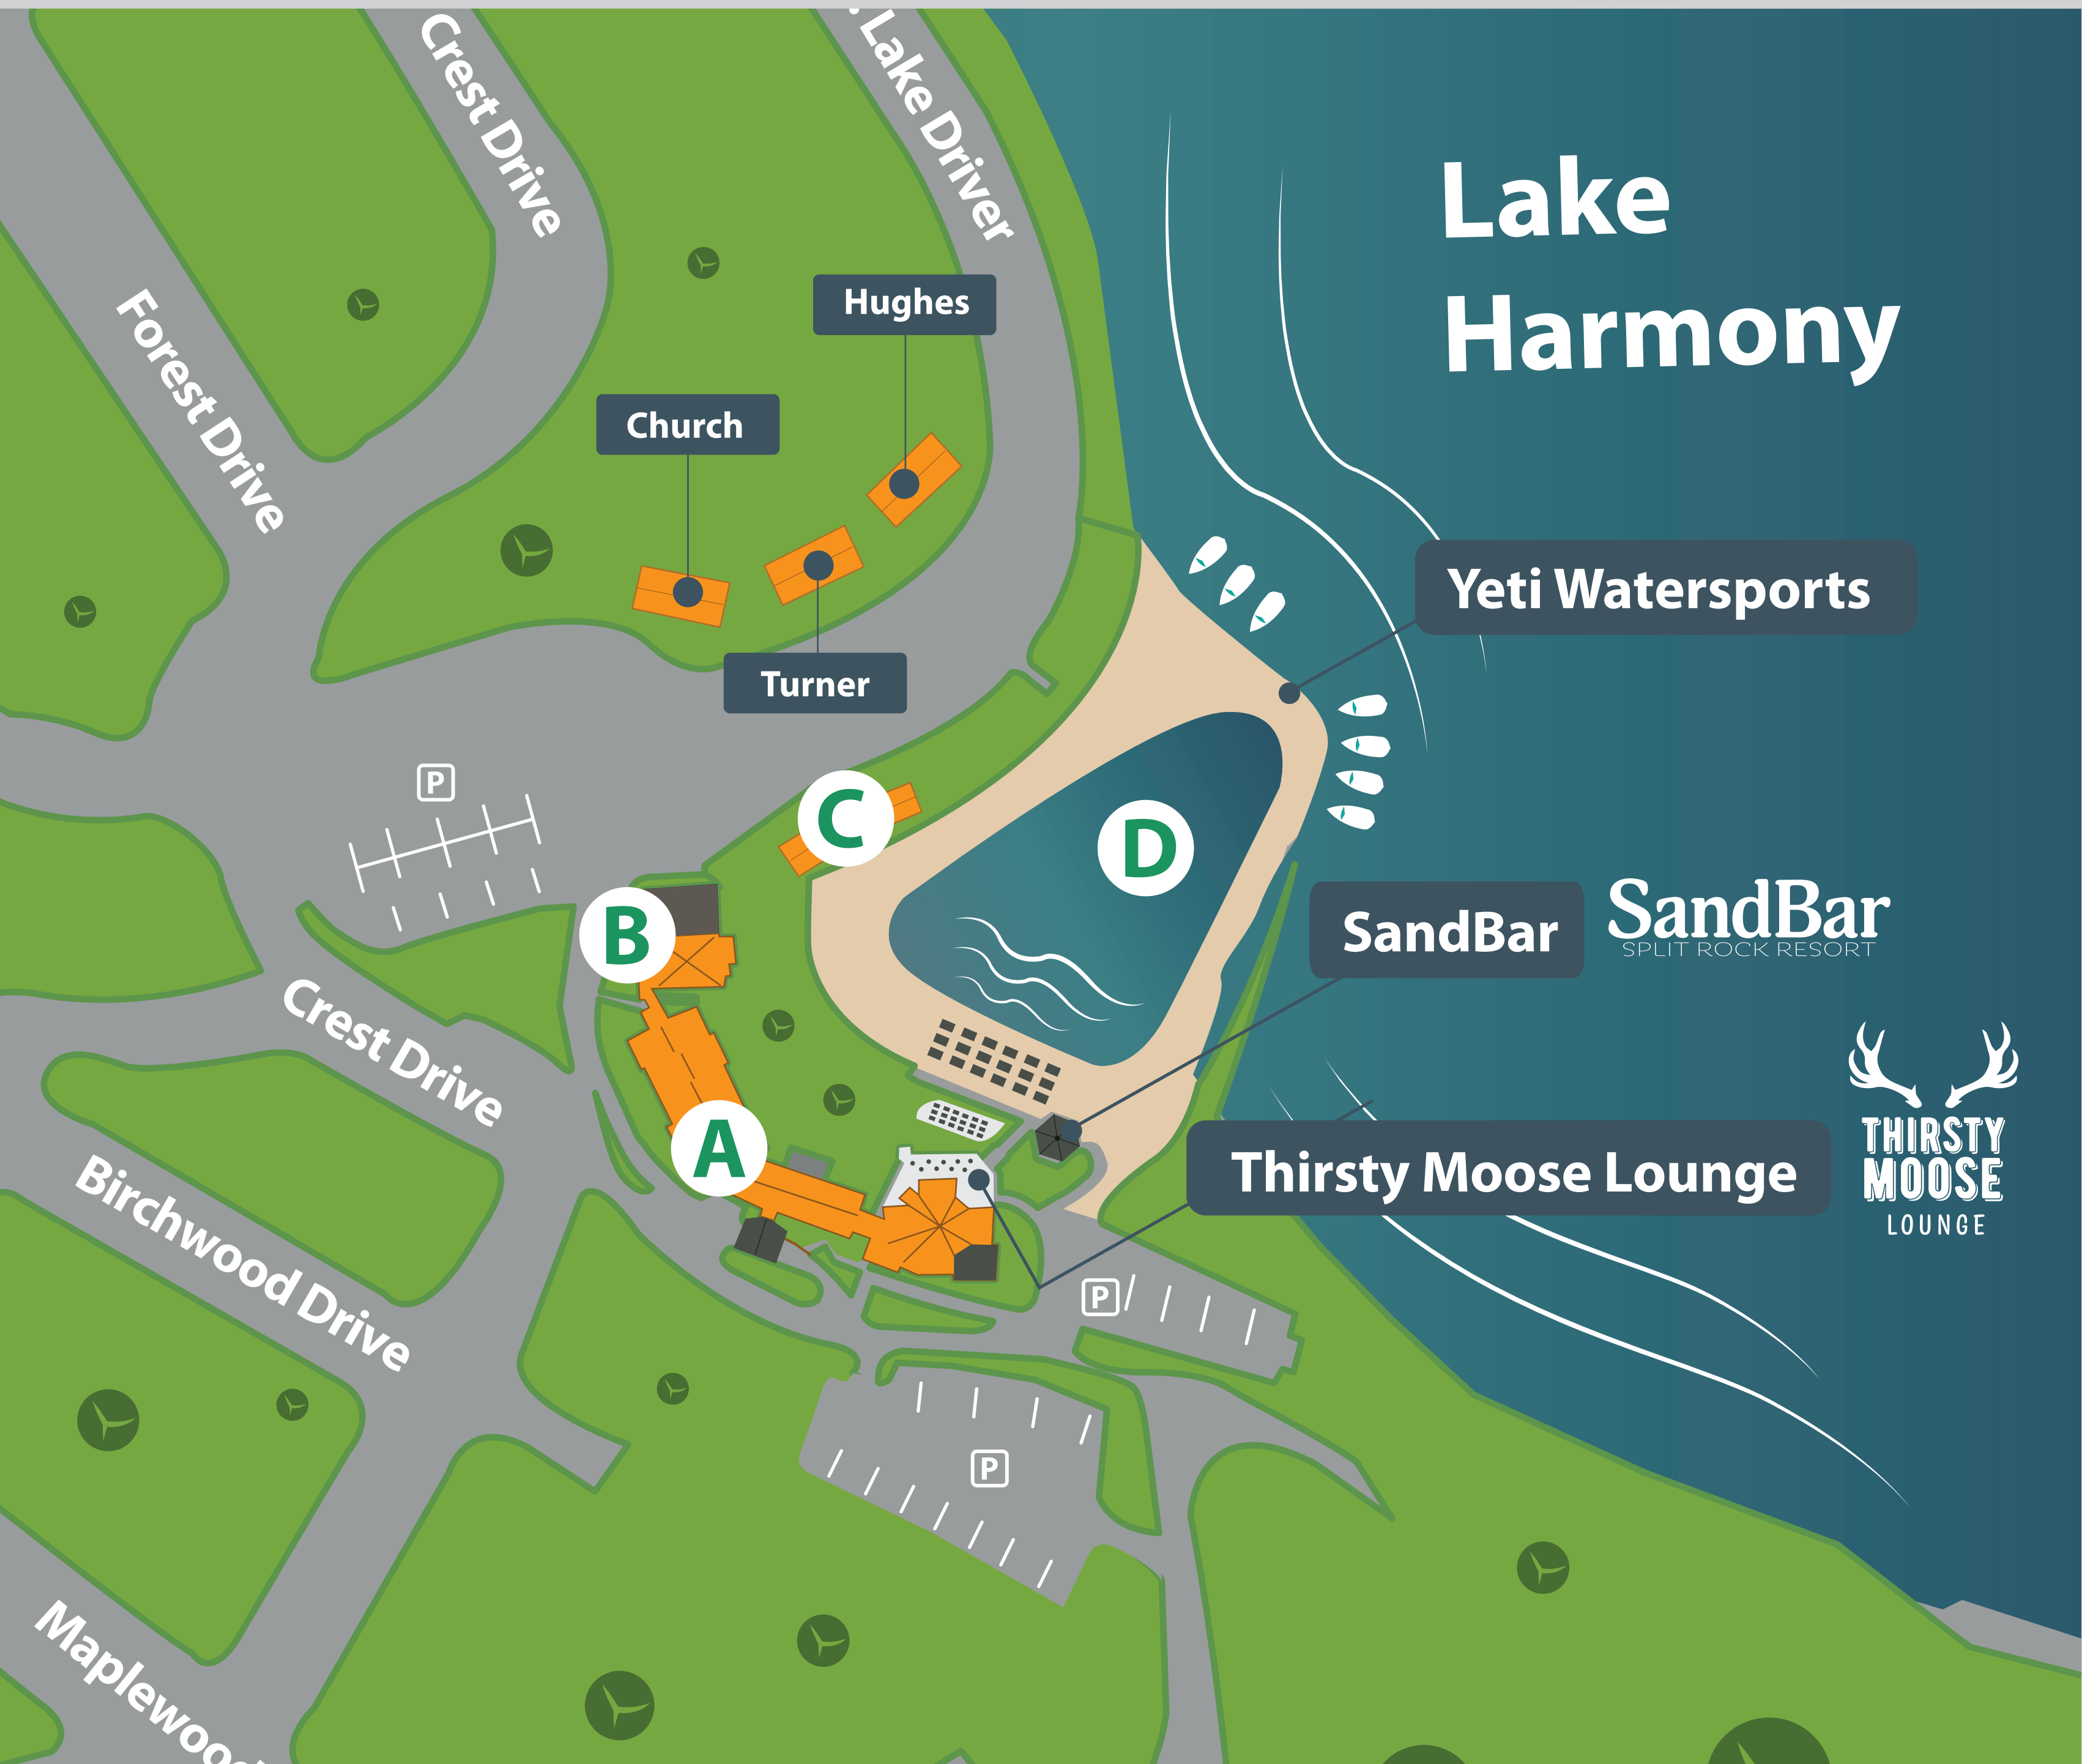 Crest Drive
Lake Drive
Lake
Harmony
Forest Drive
Hughes
Church
Yeti Watersports
Turner
P
C
D
B
SandBar
SandBar
SPLIT ROCK RESORT
Crest Drive
A
Thirsty Moose Lounge
THIRSTY
MOOSE
LOUNGE
Birchwood Drive
P
P